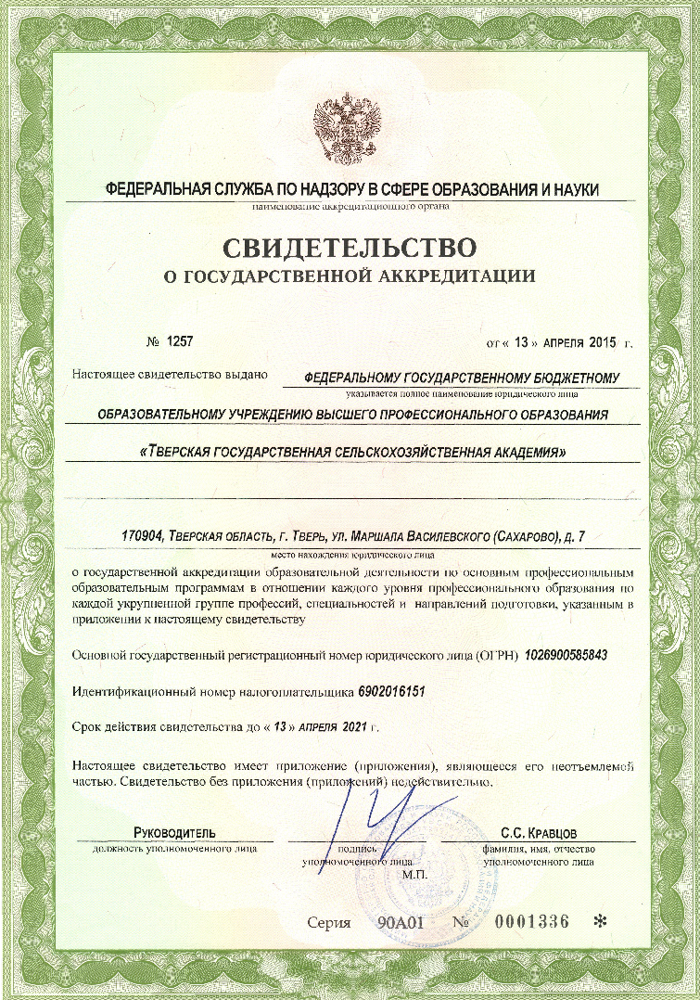 ФЕДЕРАЛЬНАЯ СЛУЖБА ПО НАДЗОРУ В СФЕРЕ ОБРАЗОВАНИЯ И НАУКИ
наименование аккредитационного органа
СВИДЕТЕЛЬСТВО
О ГОСУДАРСТВЕННОЙ АККРЕДИТАЦИИ
№ 1257 от « 13 » АПРЕЛЯ 2015 г.
Настоящее свидетельство выдано ФЕДЕРАЛЬНОМУ ГОСУДАРСТВЕННОМУ БЮДЖЕТНОМУ
указывается полное наименование юридического лица
ОБРАЗОВАТЕЛЬНОМУ УЧРЕЖДЕНИЮ ВЫСШЕГО ПРОФЕССИОНАЛЬНОГО ОБРАЗОВАНИЯ
«ТВЕРСКАЯ ГОСУДАРСТВЕННАЯ СЕЛЬСКОХОЗЯЙСТВЕННАЯ АКАДЕМИЯ»
170904, ТВЕРСКАЯ ОБЛАСТЬ, Г. ТВЕРЬ, УЛ. МАРШАЛА ВАСИЛЕВСКОГО (САХАРОВО), Д. 7
место нахождения юридического лица
о государственной аккредитации образовательной деятельности по основным профессиональным
образовательным программам в отношении каждого уровня профессионального образования по
каждой укрупненной группе профессий, специальностей и направлений подготовки, указанным в
приложении к настоящему свидетельству
Основной государственный регистрационный номер юридического лица (ОГРН) 1026900585843
Идентификационный номер налогоплательщика 6902016151
Срок действия свидетельства до « 13 » АПРЕЛЯ 2021 г.
Настоящее свидетельство имеет приложение (приложения), являющееся его неотъемлемой
частью. Свидетельство без приложения (приложений) недействительно.
РУКОВОДИТЕЛЬ С.С. КРАВЦОВ
должность уполномоченного лица подпись фамилия, имя, отчество
уполномоченного лица уполномоченного лица
М.П.
Серия 90А01 № 0001336 *